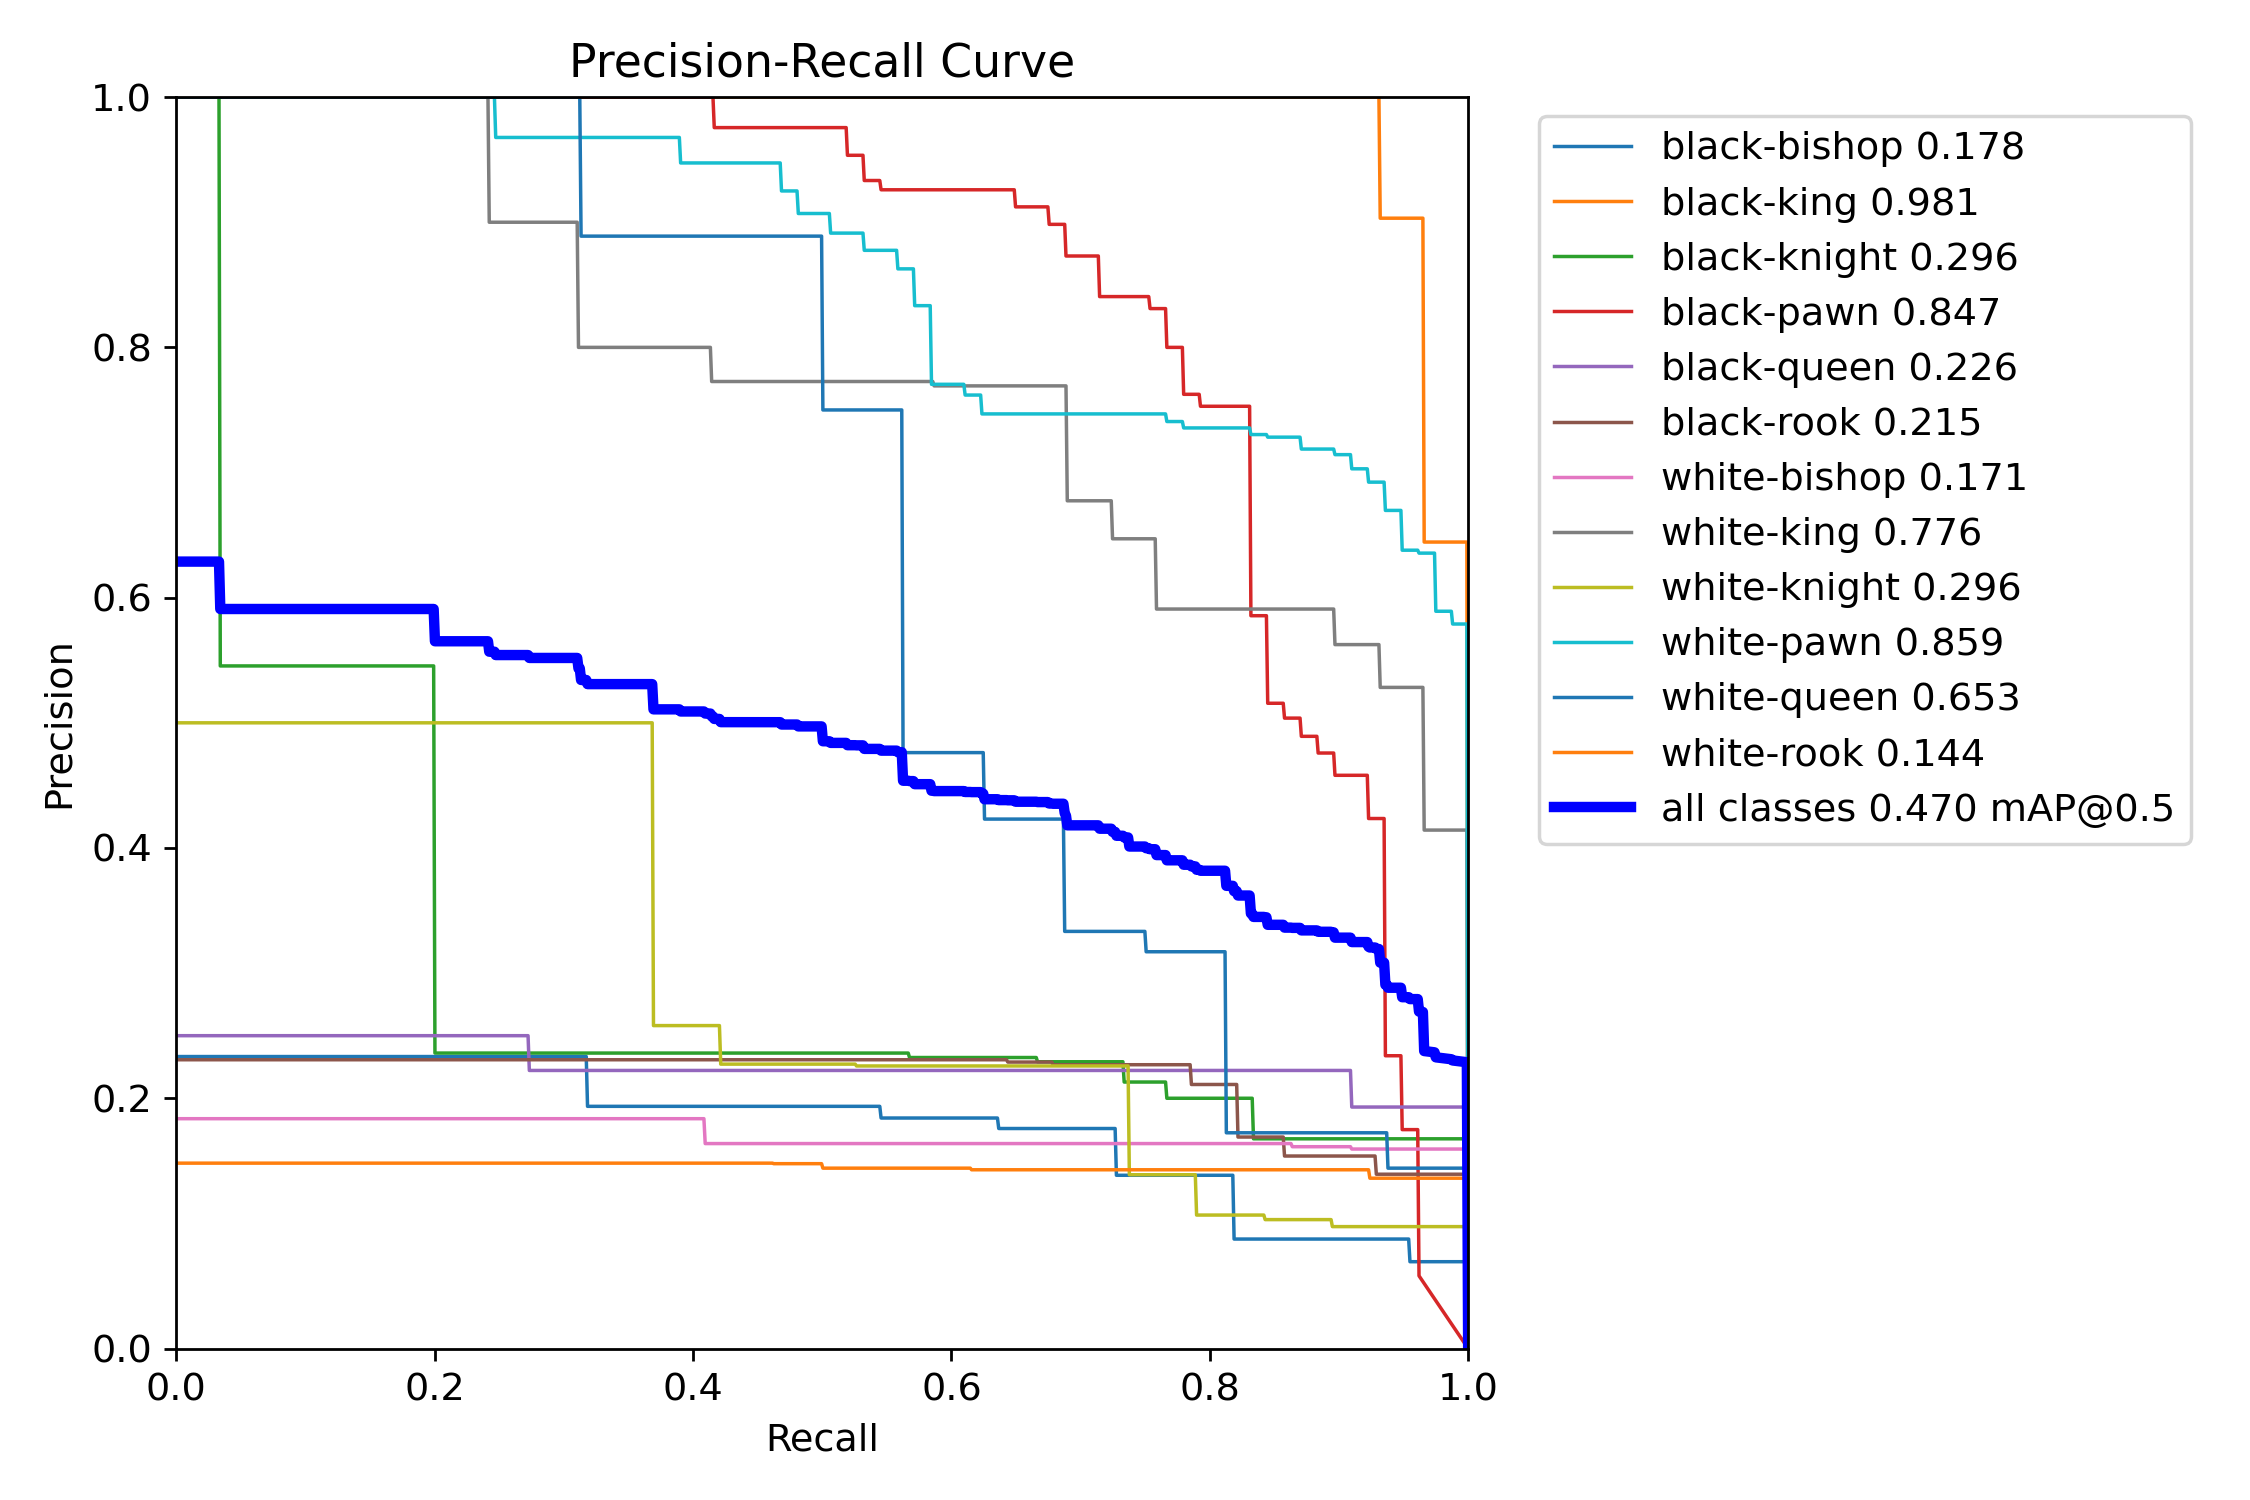 Precision-Recall Curve
1.0
0.8
0.6
0.4
0.2
0.0
Precision
0.0 0.2 0.4 0.6 0.8 1.0
Recall
black-bishop 0.178
black-king 0.981
black-knight 0.296
black-pawn 0.847
black-queen 0.226
black-rook 0.215
white-bishop 0.171
white-king 0.776
white-knight 0.296
white-pawn 0.859
white-queen 0.653
white-rook 0.144
all classes 0.470 mAP@0.5